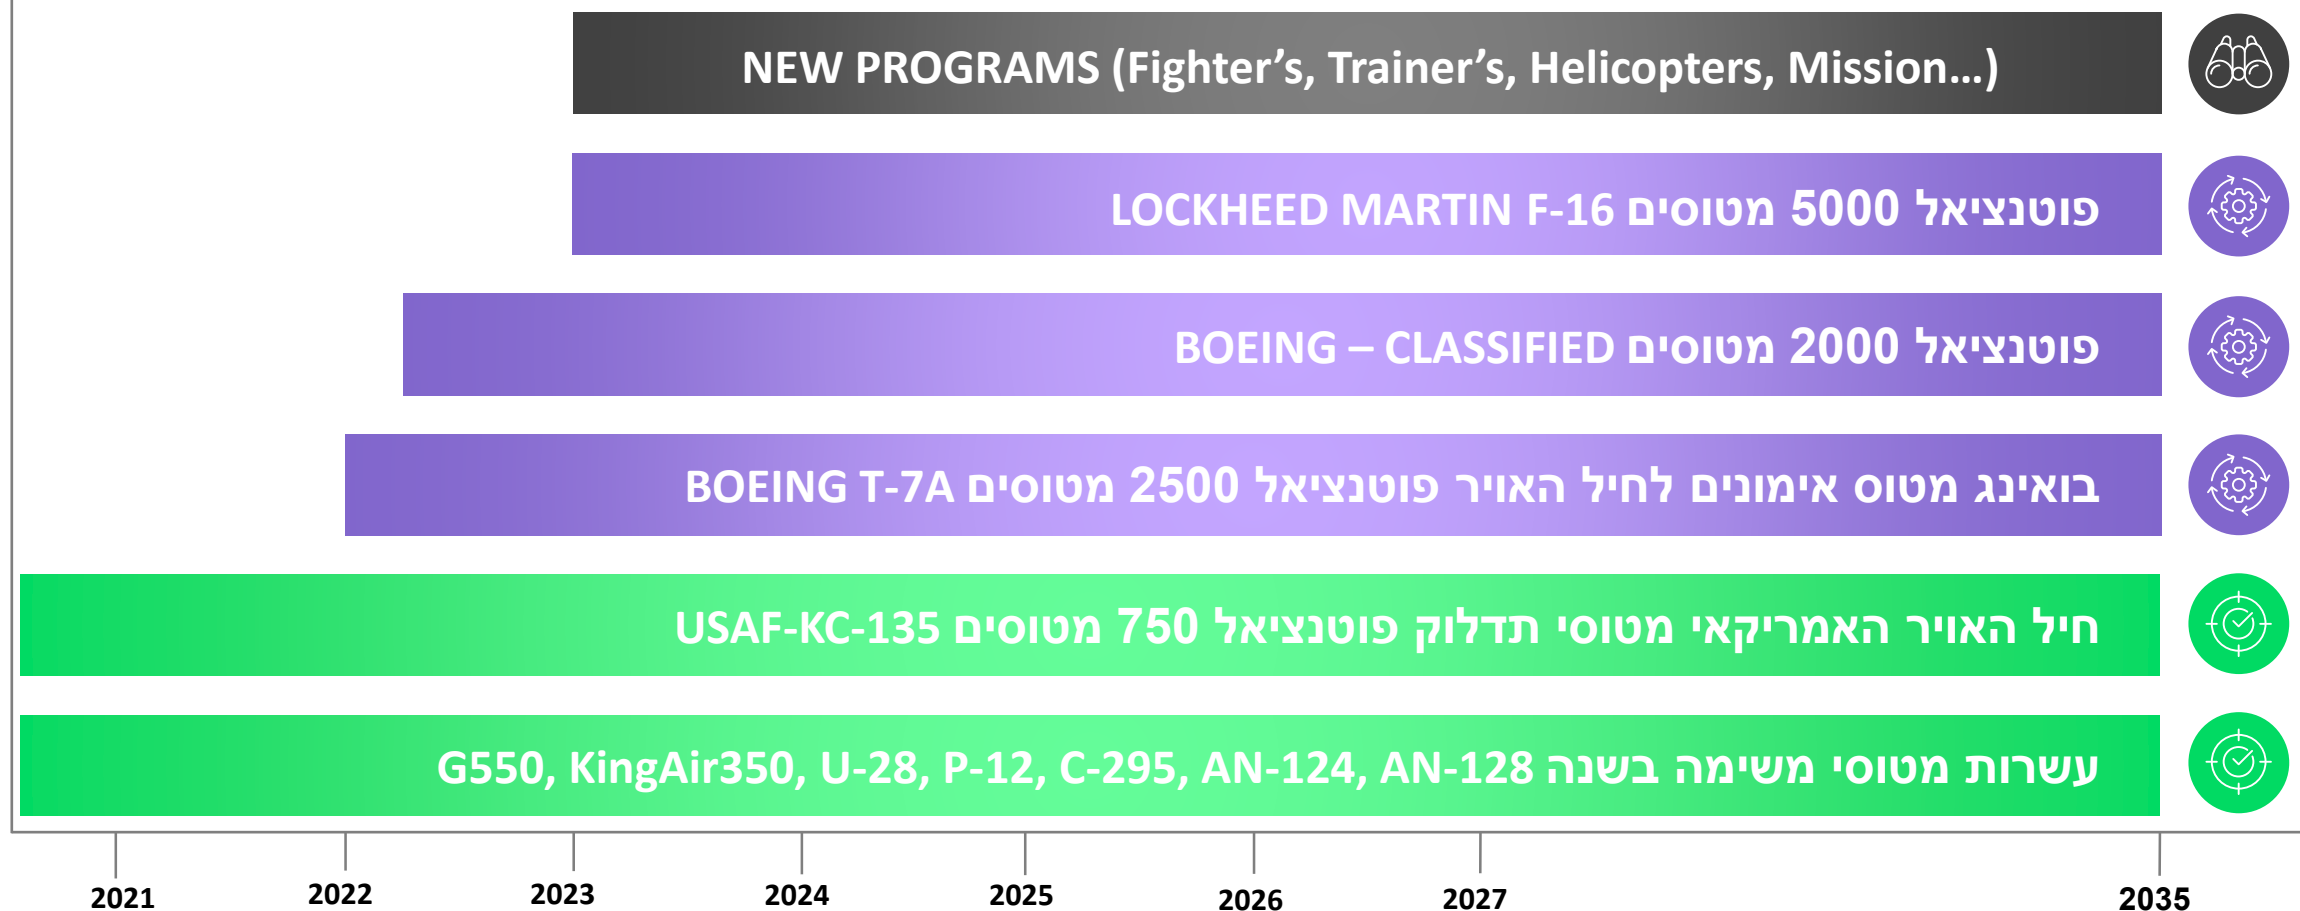 NEW PROGRAMS (Fighter’s, Trainer’s, Helicopters, Mission…)
פוטנציאל 5000 מטוסים LOCKHEED MARTIN F-16
פוטנציאל 2000 מטוסים BOEING – CLASSIFIED
בואינג מטוס אימונים לחיל האויר פוטנציאל 2500 מטוסים BOEING T-7A
חיל האויר האמריקאי מטוסי תדלוק פוטנציאל 750 מטוסים USAF-KC-135
עשרות מטוסי משימה בשנה G550, KingAir350, U-28, P-12, C-295, AN-124, AN-128
2021 2022 2023 2024 2025 2026 2027 2035